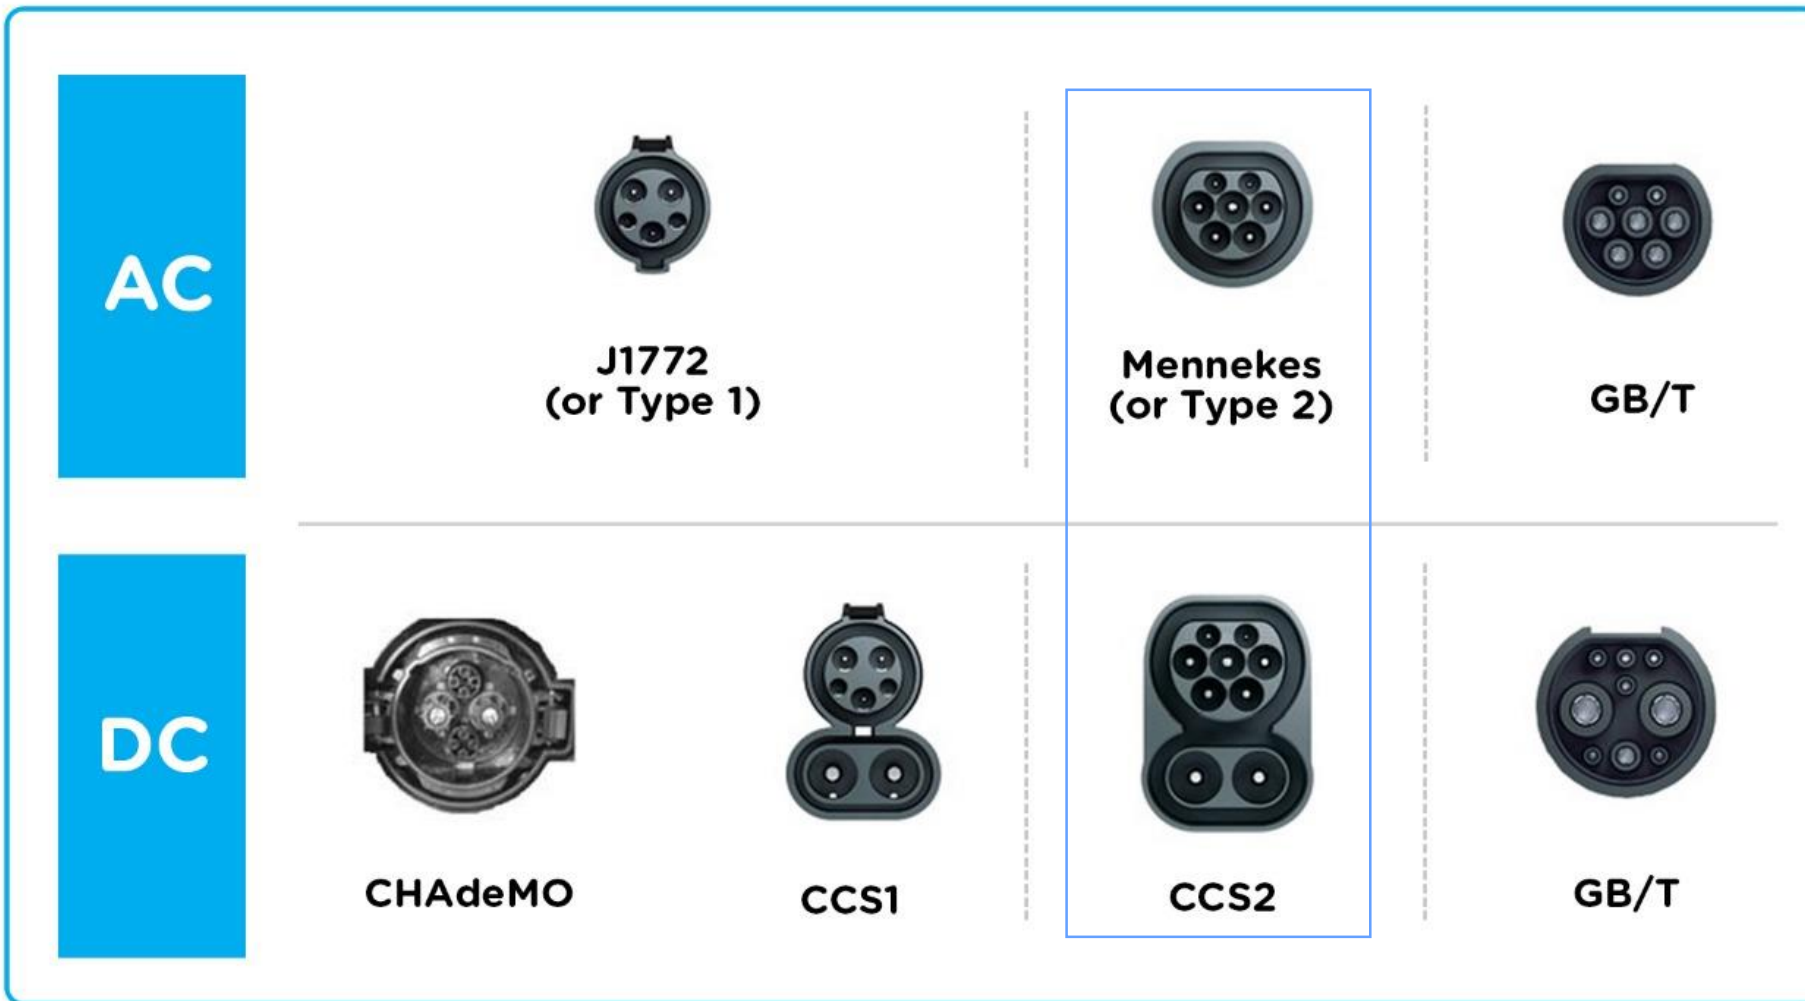 AC
J1772
(or Type 1)
Mennekes
(or Type 2)
GB/T
DC
CHAdeMO
CCS1
CCS2
GB/T